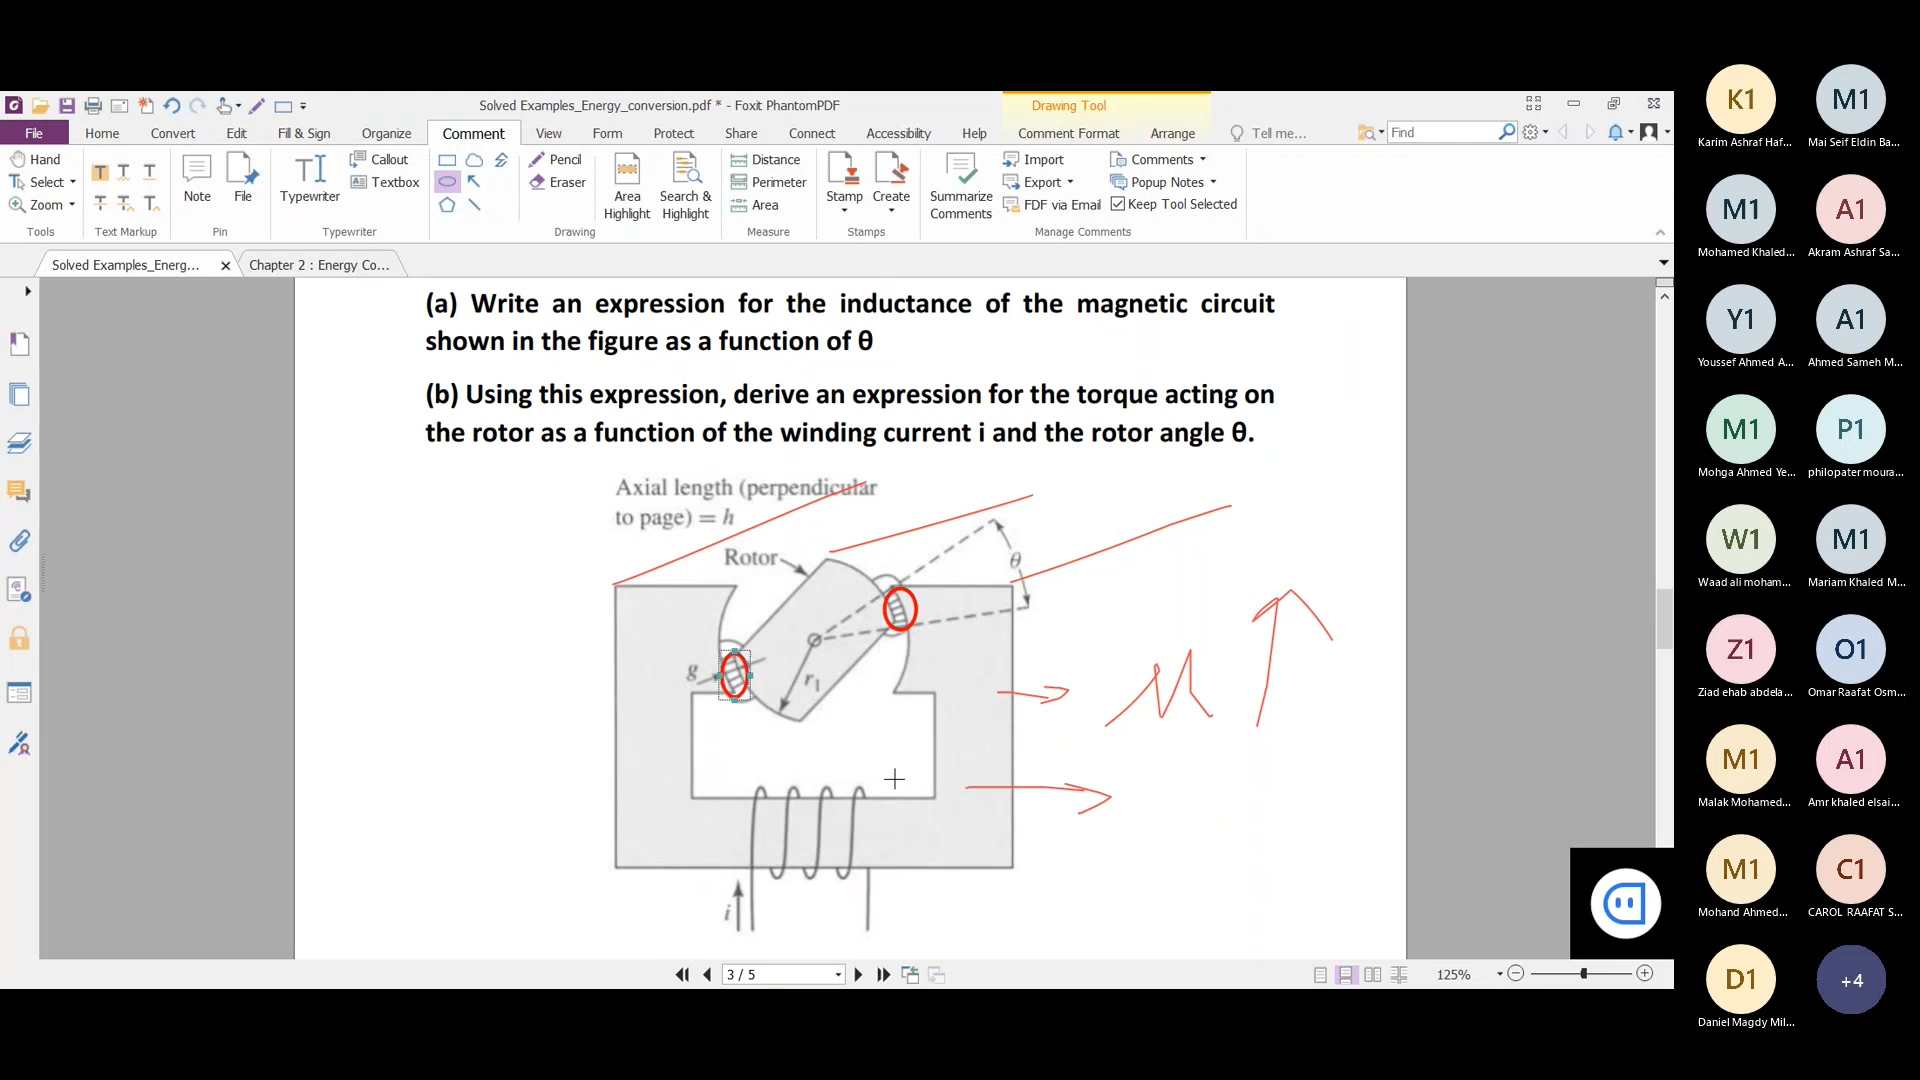 Solved Examples_Energy_conversion.pdf * - Foxit PhantomPDF
Drawing Tool
File Home Convert Edit Fill & Sign Organize Comment View Form Protect Share Connect Accessibility Help Comment Format Arrange Tell me... Find
Hand
Select
Zoom
Tools
Text Markup
Note
File
Pin
Typewriter
Callout
Textbox
Typewriter
Pencil
Eraser
Area Highlight
Search & Highlight
Drawing
Distance
Perimeter
Area
Measure
Stamp
Create
Stamps
Summarize Comments
Import
Export
FDF via Email
Comments
Popup Notes
Keep Tool Selected
Manage Comments
Solved Examples_Energ...
Chapter 2 : Energy Co...
(a) Write an expression for the inductance of the magnetic circuit
shown in the figure as a function of θ
(b) Using this expression, derive an expression for the torque acting on
the rotor as a function of the winding current i and the rotor angle θ.
Axial length (perpendicular
to page) = h
Rotor
θ
g
r1
i
3 / 5
125%
K1
Karim Ashraf Haf...
M1
Mai Seif Eldin Ba...
M1
Mohamed Khaled...
A1
Akram Ashraf Sa...
Y1
Youssef Ahmed A...
A1
Ahmed Sameh M...
M1
Mohga Ahmed Ye...
P1
philopater moura...
W1
Waad ali moham...
M1
Mariam Khaled M...
Z1
Ziad ehab abdela...
O1
Omar Raafat Osm...
M1
Malak Mohamed...
A1
Amr khaled elsai...
M1
Mohand Ahmed...
C1
CAROL RAAFAT S...
D1
Daniel Magdy Mil...
+4